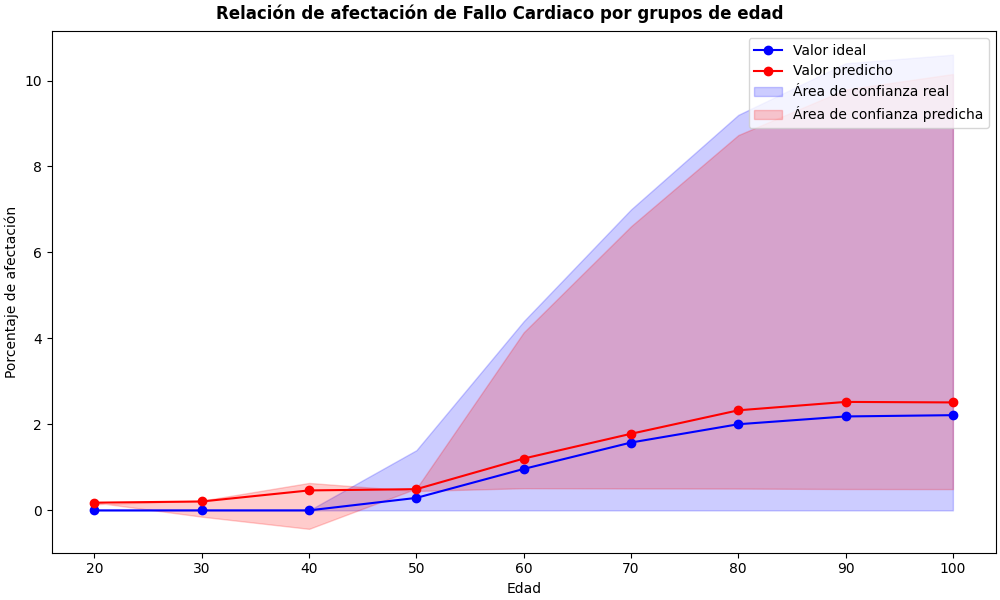 Relación de afectación de Fallo Cardiaco por grupos de edad
Valor ideal
Valor predicho
Área de confianza real
Área de confianza predicha
Porcentaje de afectación
10
8
6
4
2
0
20 30 40 50 60 70 80 90 100
Edad